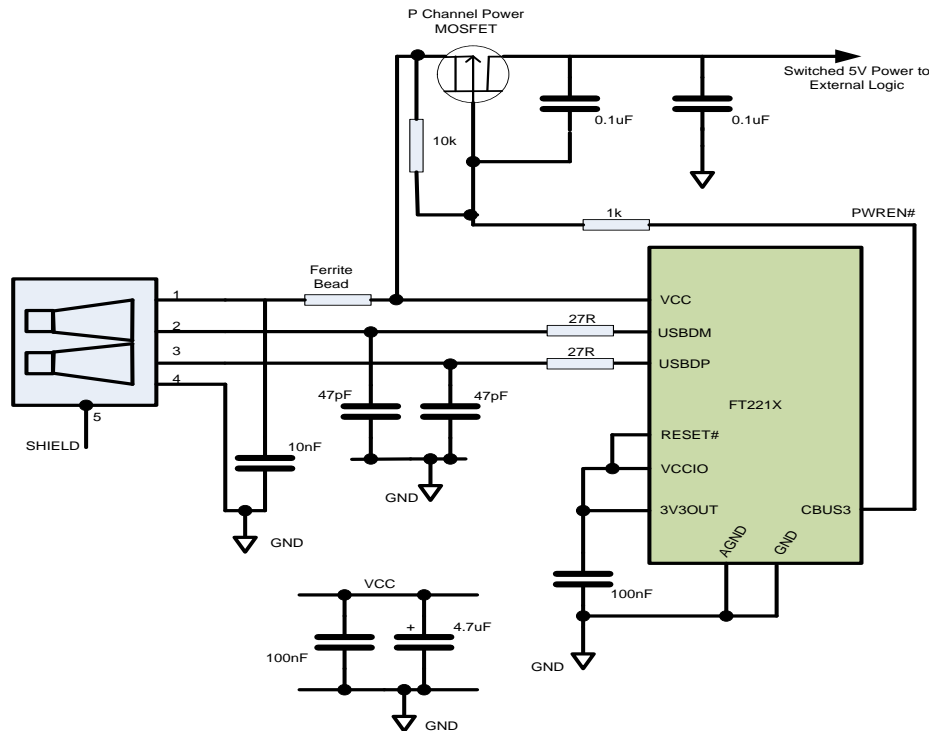 P Channel Power
MOSFET
Switched 5V Power to
External Logic
0.1uF
0.1uF
10k
1k
PWREN#
Ferrite
Bead
1
VCC
27R
2
USBDM
27R
3
USBDP
4
47pF
47pF
FT221X
5
SHIELD
RESET#
10nF
VCCIO
GND
3V3OUT
CBUS3
GND
AGND
GND
VCC
100nF
+
4.7uF
100nF
GND
GND